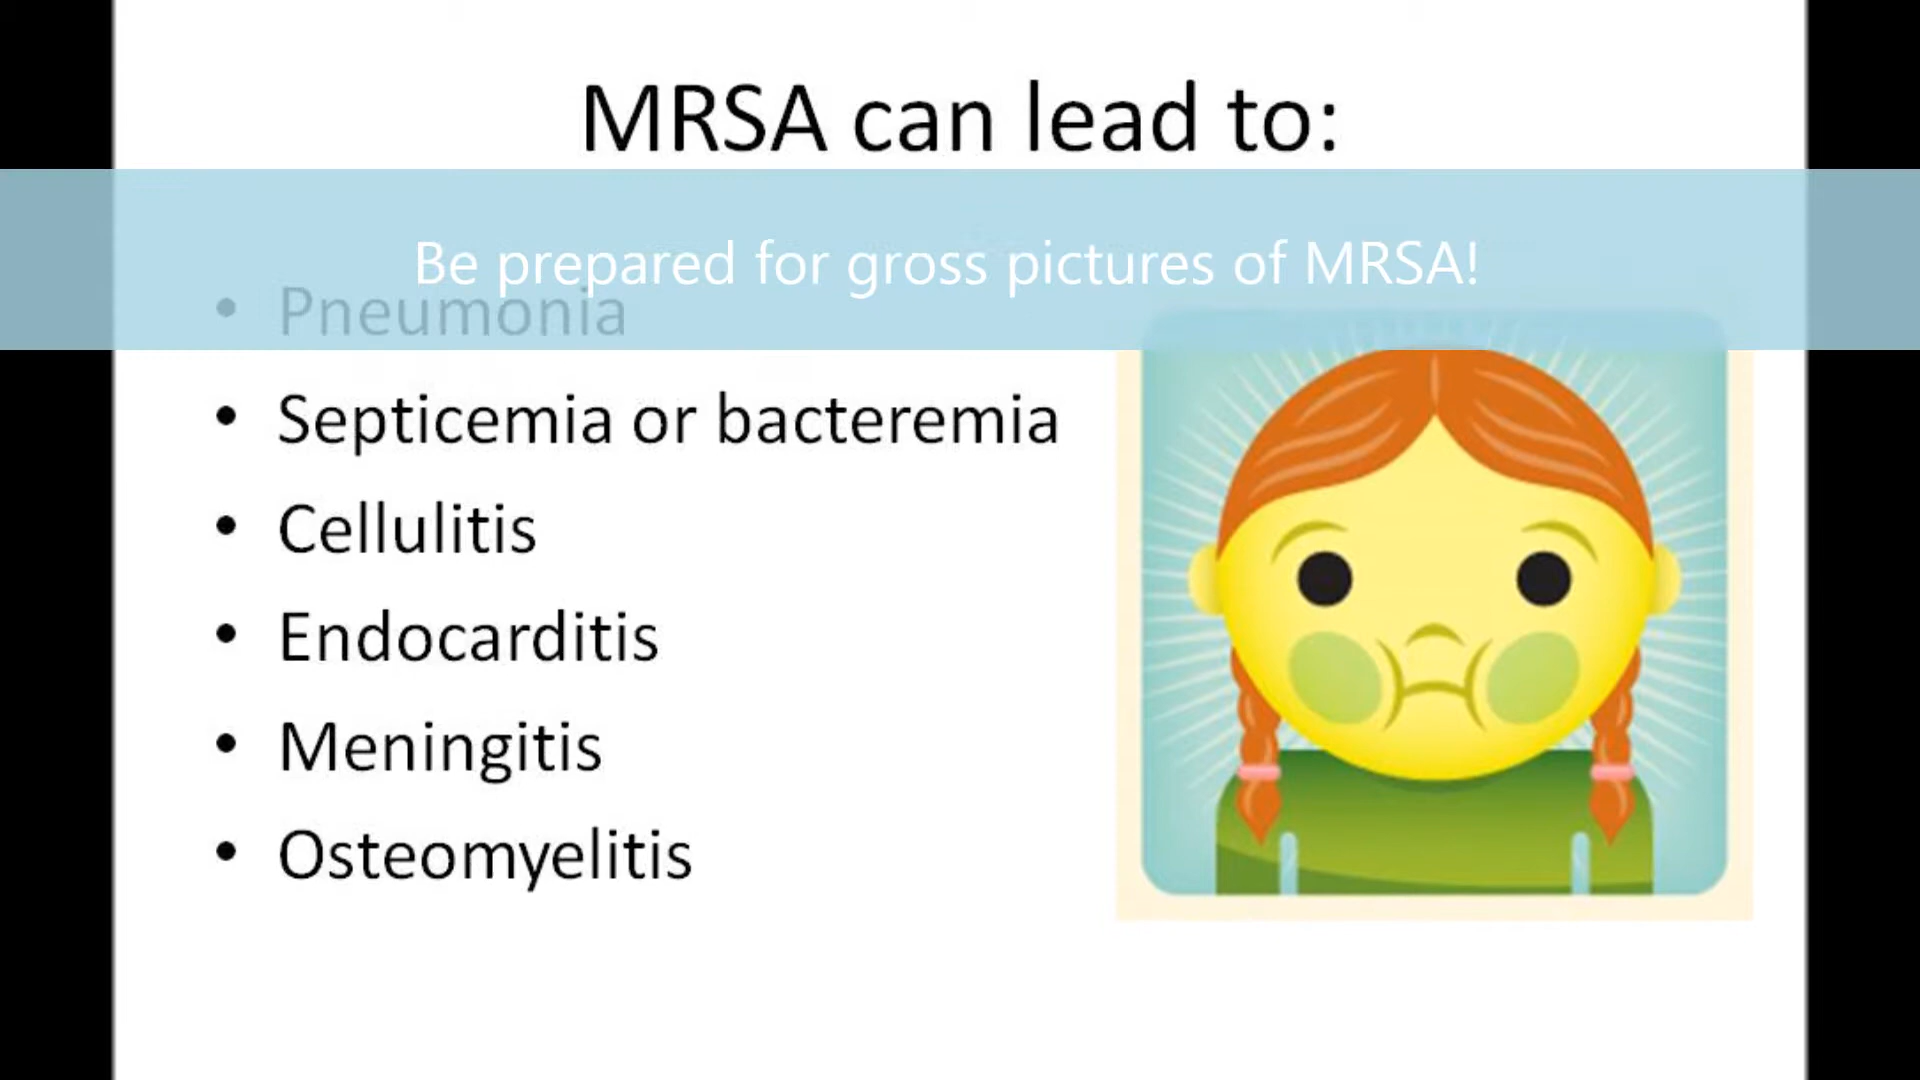 MRSA can lead to:
Be prepared for gross pictures of MRSA!
• Pneumonia
• Septicemia or bacteremia
• Cellulitis
• Endocarditis
• Meningitis
• Osteomyelitis